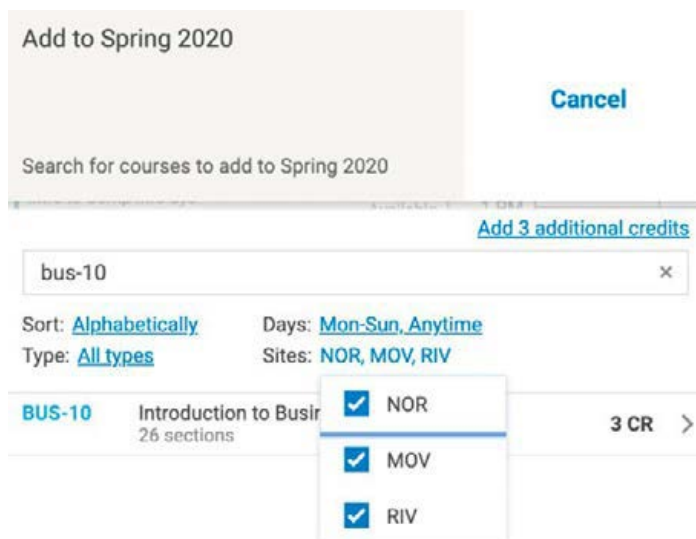 Add to Spring 2020
Cancel
Search for courses to add to Spring 2020
Add 3 additional credits
bus-10 ×
Sort: Alphabetically Days: Mon-Sun, Anytime
Type: All types Sites: NOR, MOV, RIV
BUS-10 Introduction to Busin NOR 3 CR >
26 sections
MOV
RIV